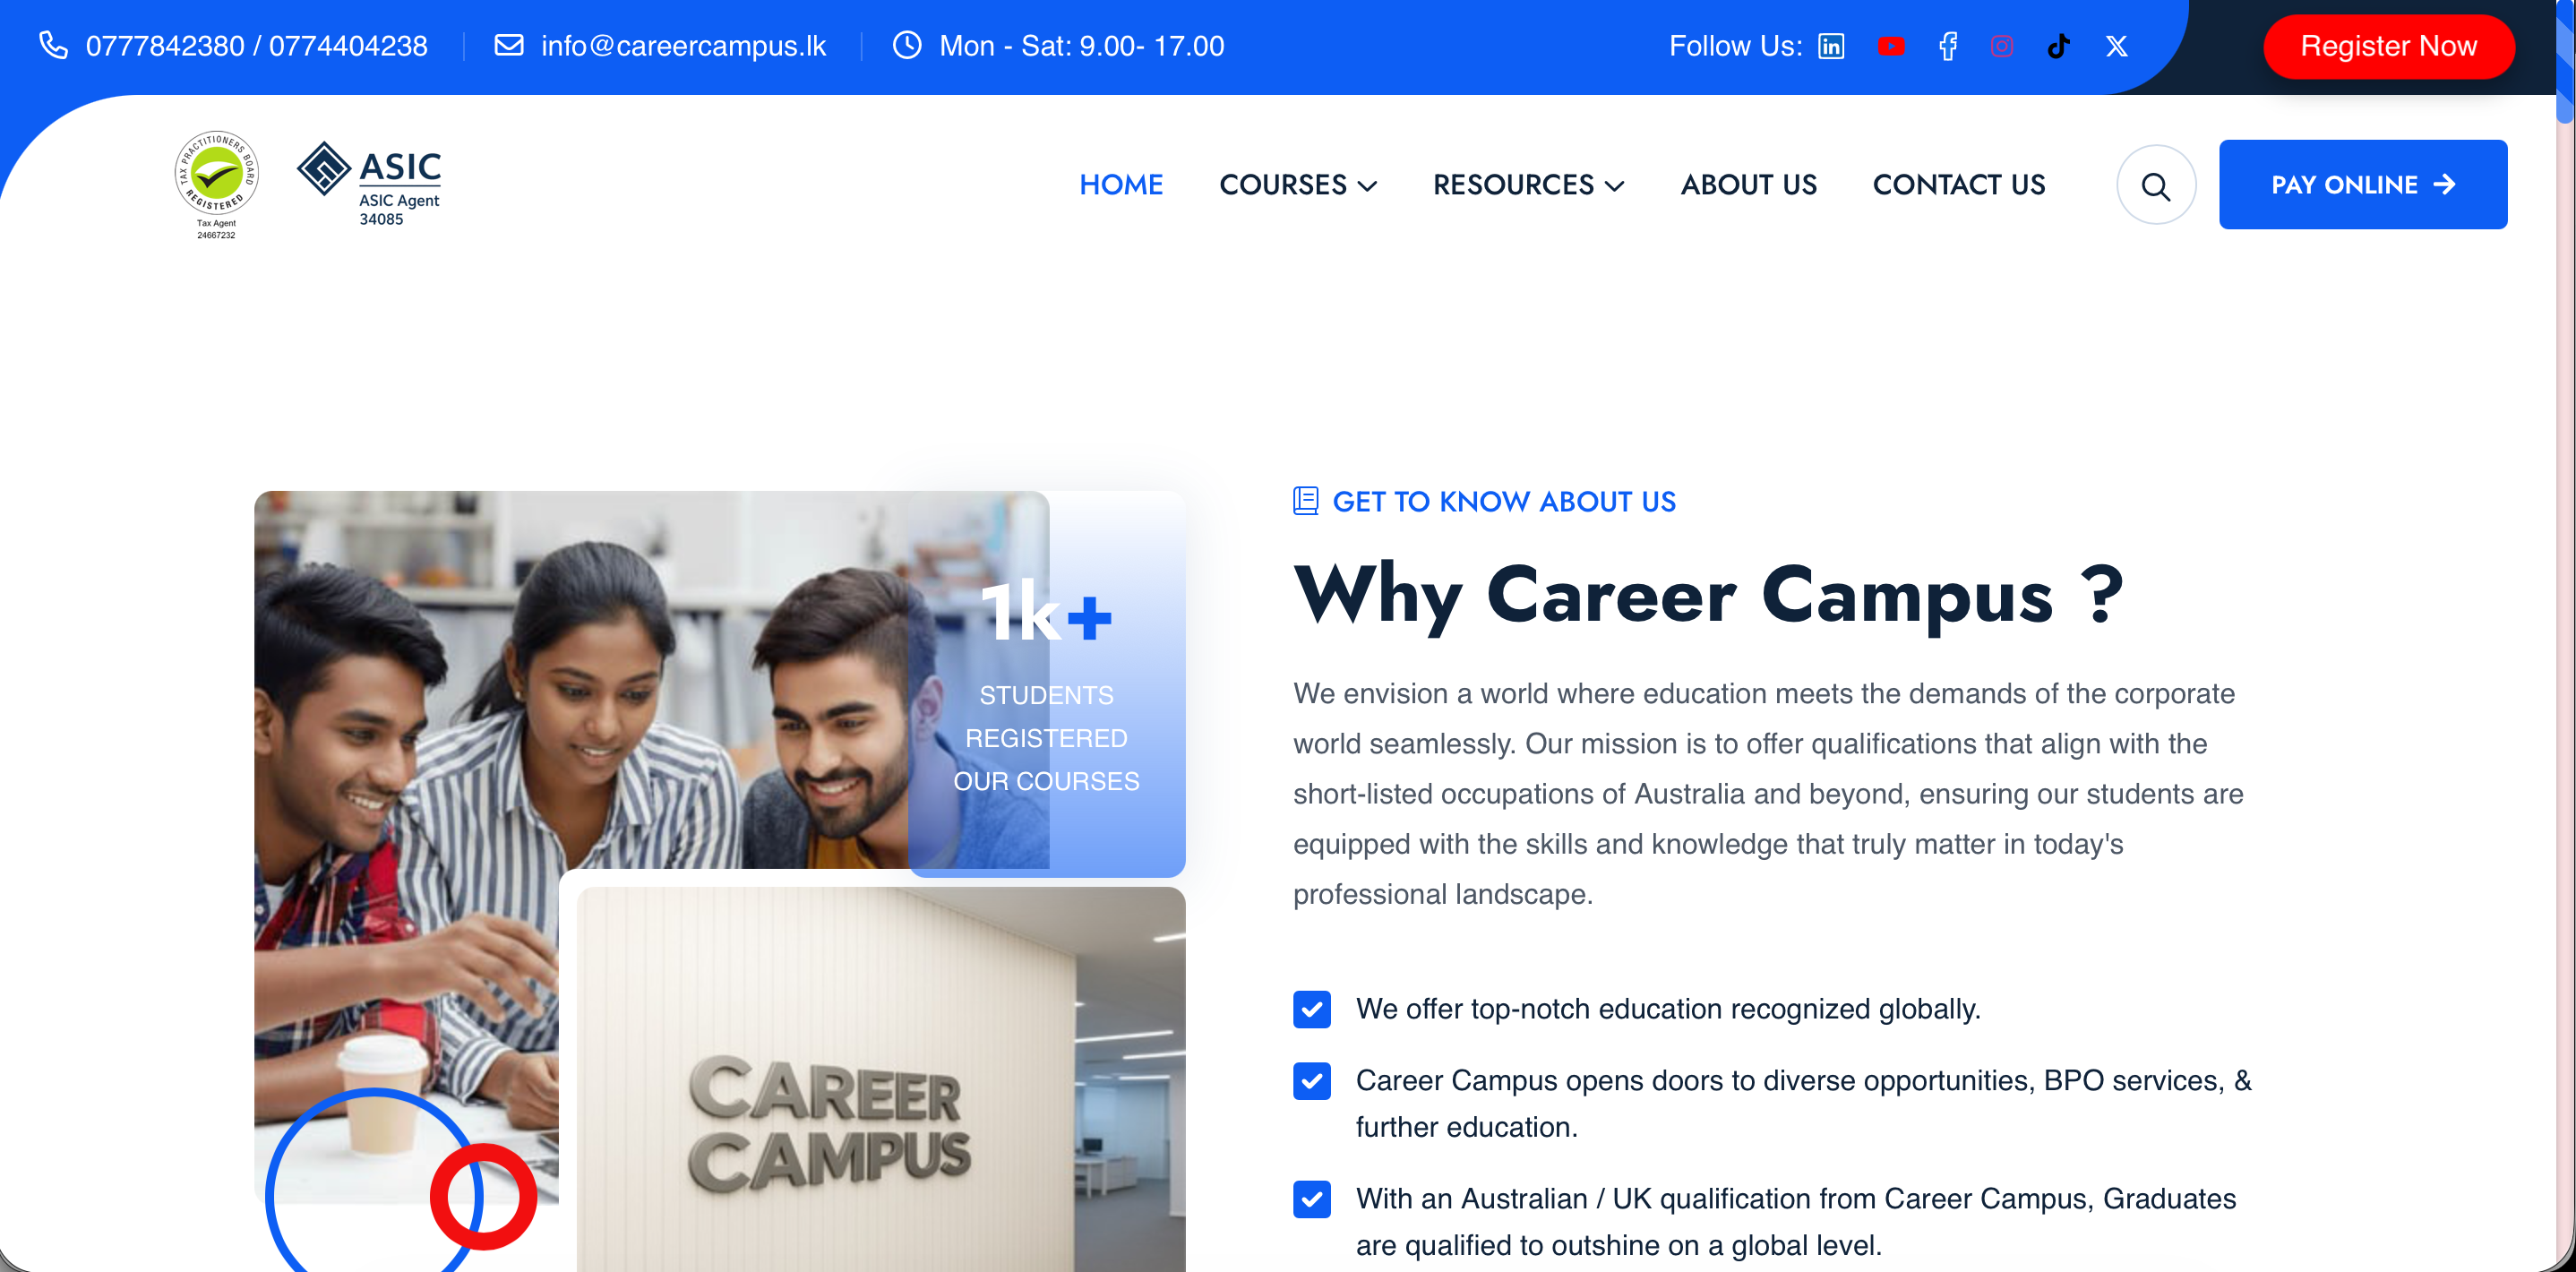 0777842380 / 0774404238
info@careercampus.lk
Mon - Sat: 9.00- 17.00
Follow Us:
Register Now
TAX PRACTITIONERS BOARD
REGISTERED
Tax Agent
24667232
ASIC
ASIC Agent
34085
HOME
COURSES
RESOURCES
ABOUT US
CONTACT US
PAY ONLINE
1k+
STUDENTS
REGISTERED
OUR COURSES
CAREER
CAMPUS
GET TO KNOW ABOUT US
Why Career Campus ?
We envision a world where education meets the demands of the corporate
world seamlessly. Our mission is to offer qualifications that align with the
short-listed occupations of Australia and beyond, ensuring our students are
equipped with the skills and knowledge that truly matter in today's
professional landscape.
We offer top-notch education recognized globally.
Career Campus opens doors to diverse opportunities, BPO services, &
further education.
With an Australian / UK qualification from Career Campus, Graduates
are qualified to outshine on a global level.